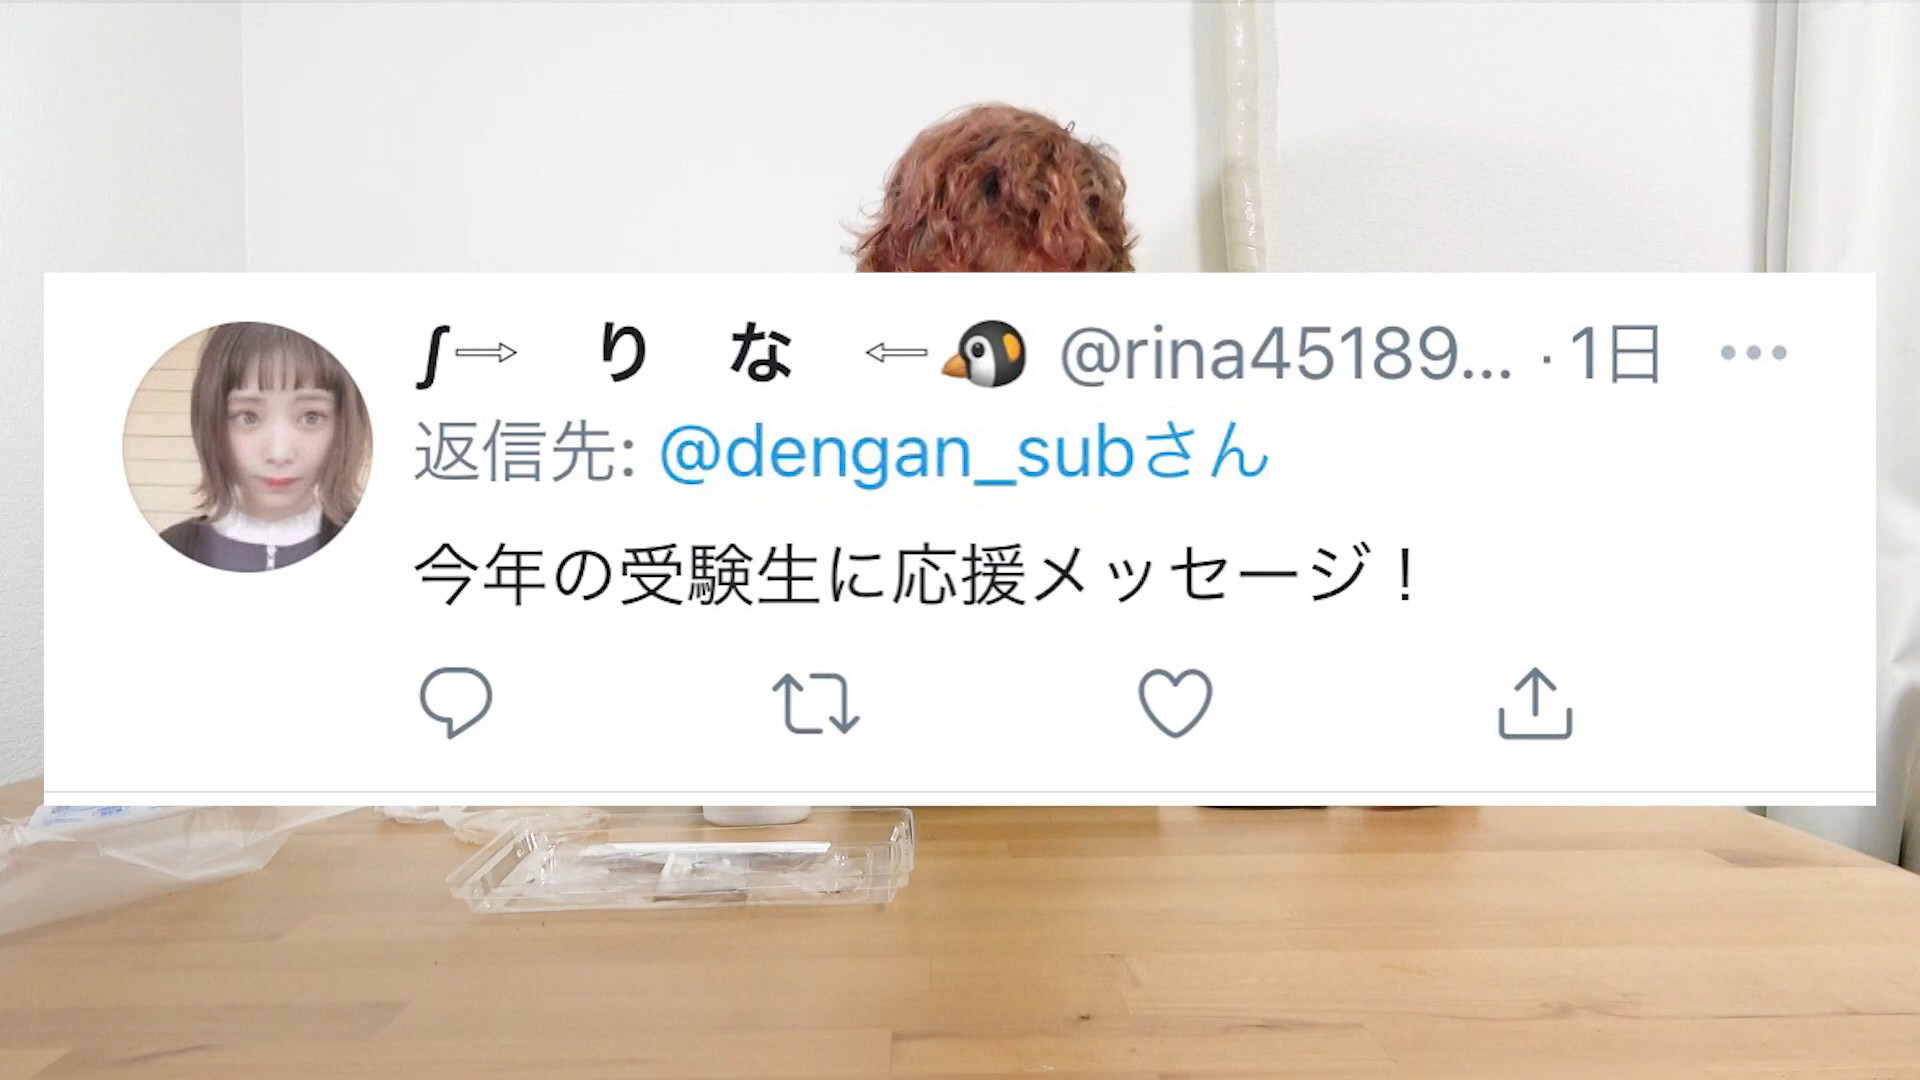 ∫⇒ り な ⇐🐧 @rina45189... · 1日
返信先: @dengan_subさん
今年の受験生に応援メッセージ！